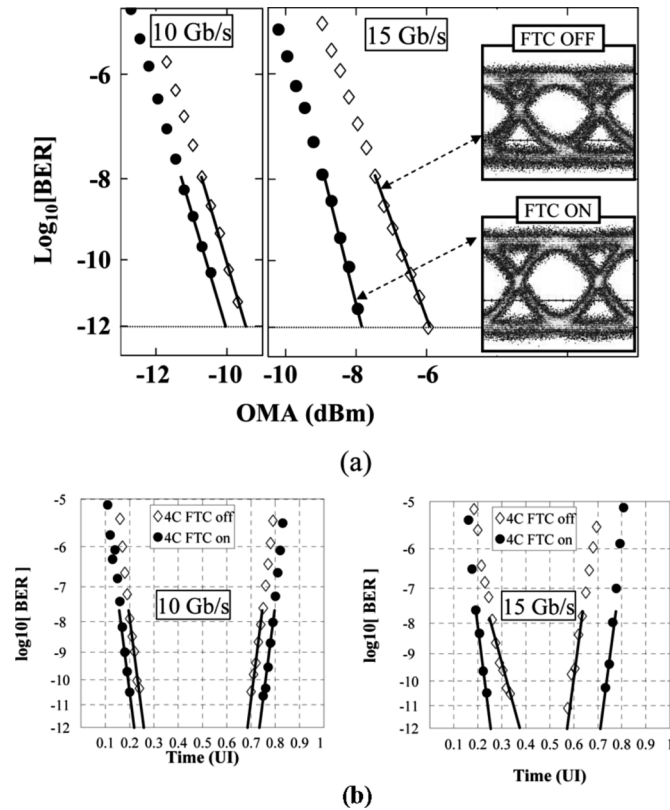 10 Gb/s
15 Gb/s
FTC OFF
FTC ON
Log10[BER]
-6
-8
-10
-12
-12 -10
-10 -8 -6
OMA (dBm)
(a)
-5
-6
-7
-8
-9
-10
-11
-12
4C FTC off
4C FTC on
10 Gb/s
log10[ BER ]
0.1 0.2 0.3 0.4 0.5 0.6 0.7 0.8 0.9 1
Time (UI)
-5
-6
-7
-8
-9
-10
-11
-12
4C FTC off
4C FTC on
15 Gb/s
log10[ BER ]
0.1 0.2 0.3 0.4 0.5 0.6 0.7 0.8 0.9 1
Time (UI)
(b)